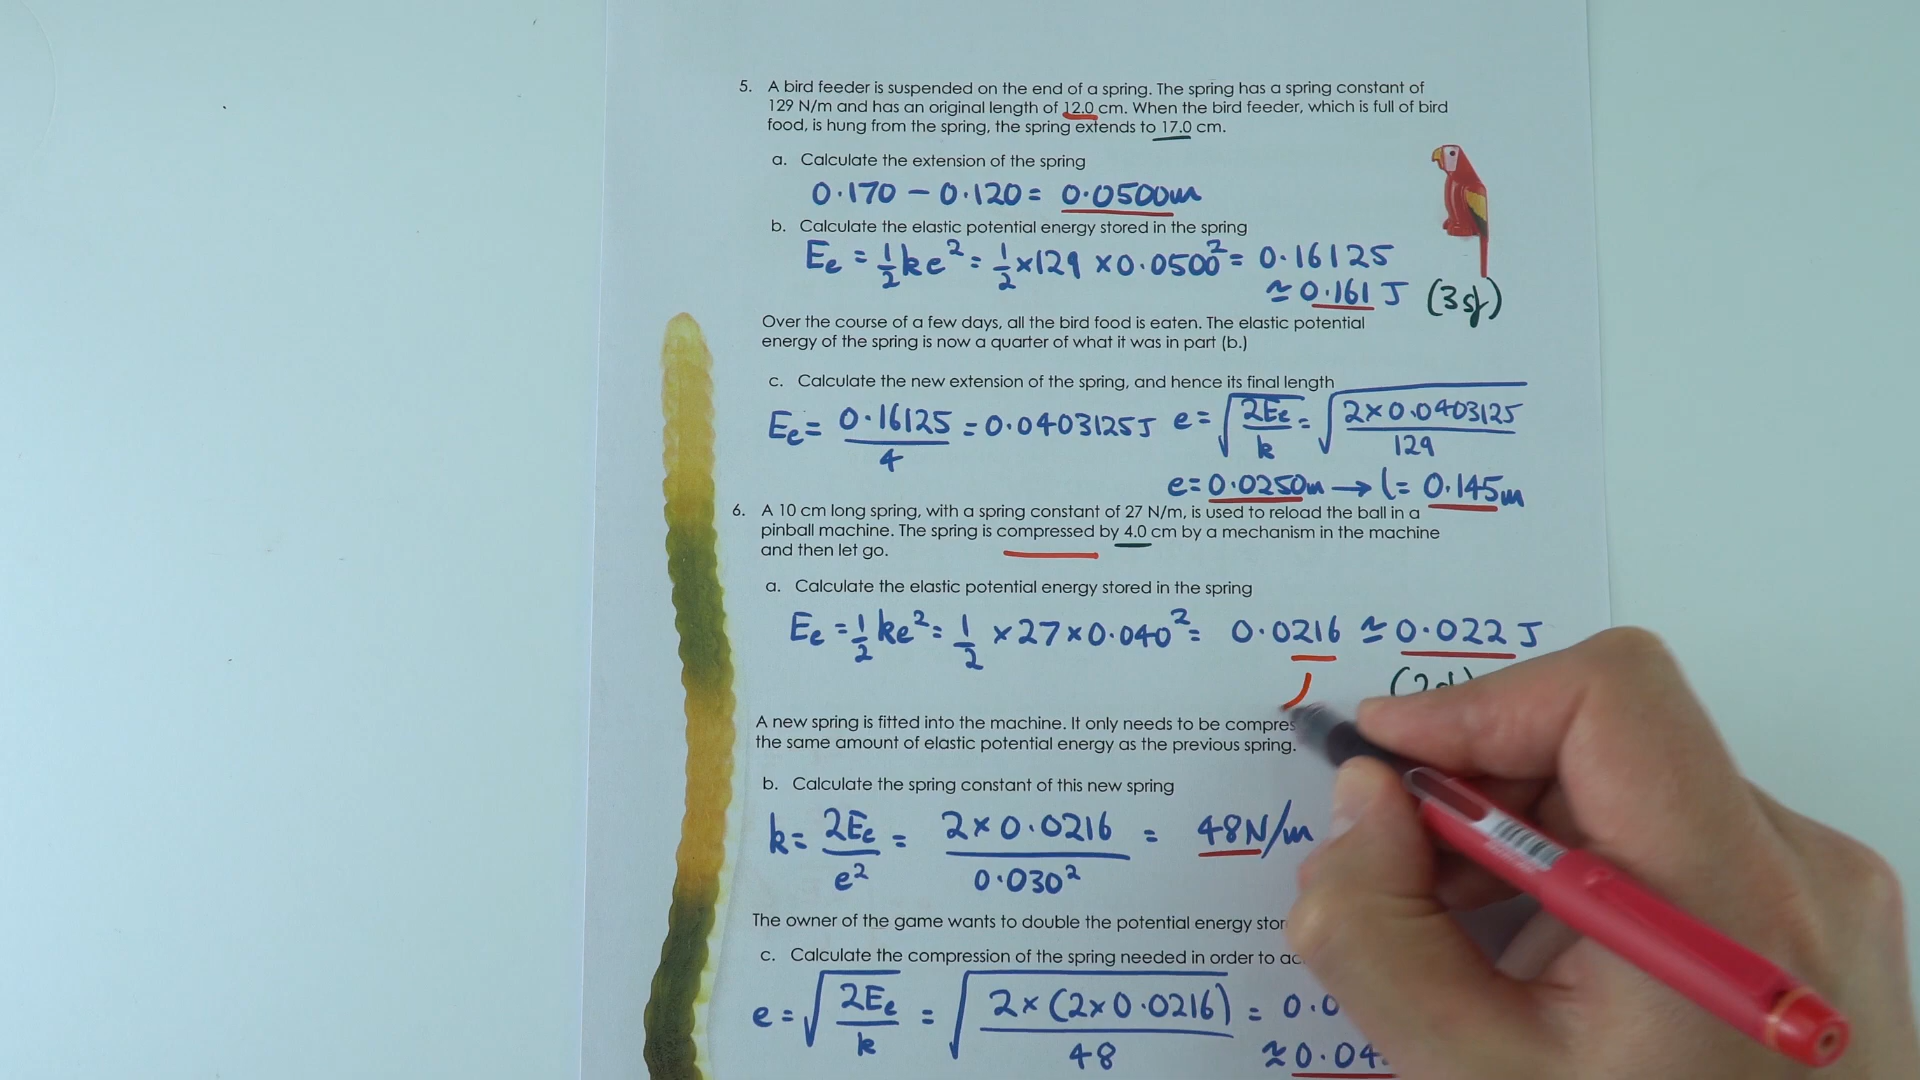 5. A bird feeder is suspended on the end of a spring. The spring has a spring constant of
129 N/m and has an original length of 12.0 cm. When the bird feeder, which is full of bird
food, is hung from the spring, the spring extends to 17.0 cm.
a. Calculate the extension of the spring
0.170 - 0.120 = 0.0500m
b. Calculate the elastic potential energy stored in the spring
Ee = 1/2 ke² = 1/2 × 129 × 0.0500² = 0.16125
≃ 0.161 J (3sf)
Over the course of a few days, all the bird food is eaten. The elastic potential
energy of the spring is now a quarter of what it was in part (b.)
c. Calculate the new extension of the spring, and hence its final length
Ee = 0.16125/4 = 0.0403125J e = √(2Ee/k) = √(2×0.0403125/129)
e = 0.0250m → l = 0.145m
6. A 10 cm long spring, with a spring constant of 27 N/m, is used to reload the ball in a
pinball machine. The spring is compressed by 4.0 cm by a mechanism in the machine
and then let go.
a. Calculate the elastic potential energy stored in the spring
Ee = 1/2 ke² = 1/2 × 27 × 0.040² = 0.0216 ≃ 0.022 J
A new spring is fitted into the machine. It only needs to be compres
the same amount of elastic potential energy as the previous spring.
b. Calculate the spring constant of this new spring
k = 2Ee/e² = 2×0.0216/0.030² = 48N/m
The owner of the game wants to double the potential energy stor
c. Calculate the compression of the spring needed in order to
e = √(2Ee/k) = √(2×(2×0.0216)/48) = 0.0
≃ 0.04